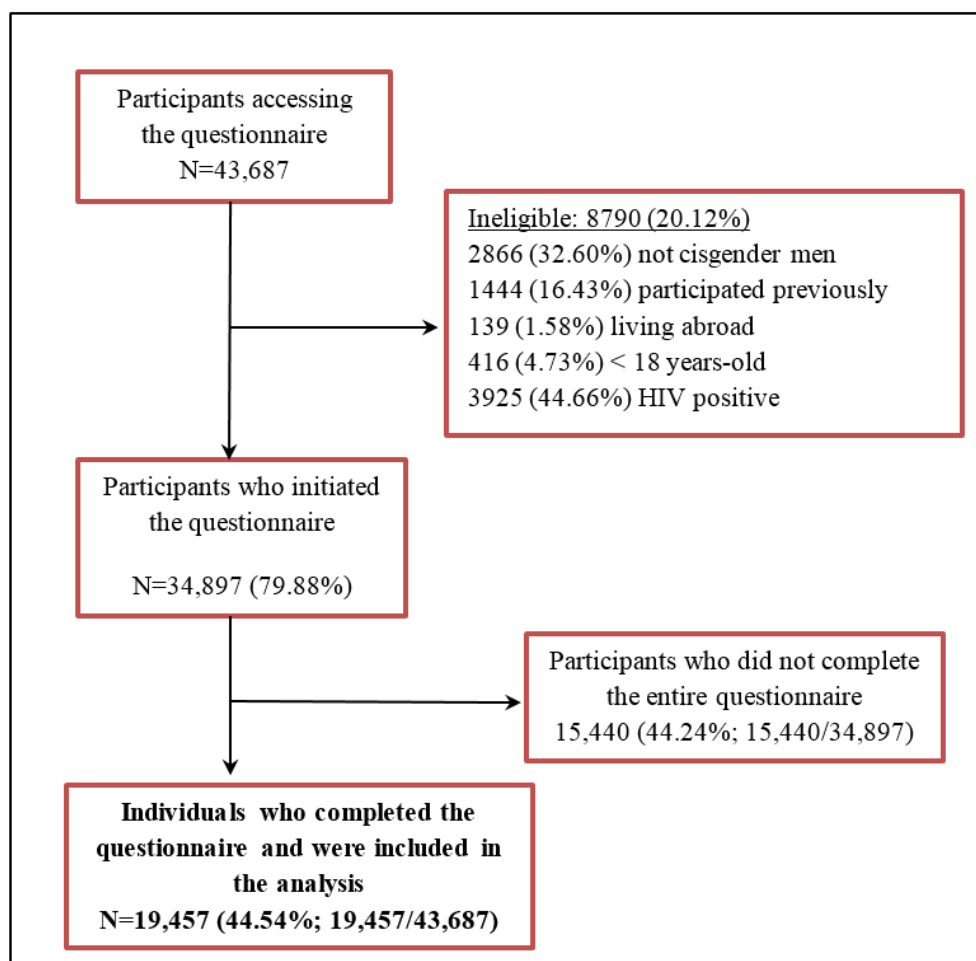 Participants accessing
the questionnaire
N=43,687
Ineligible: 8790 (20.12%)
2866 (32.60%) not cisgender men
1444 (16.43%) participated previously
139 (1.58%) living abroad
416 (4.73%) < 18 years-old
3925 (44.66%) HIV positive
Participants who initiated
the questionnaire
N=34,897 (79.88%)
Participants who did not complete
the entire questionnaire
15,440 (44.24%; 15,440/34,897)
Individuals who completed the
questionnaire and were included in
the analysis
N=19,457 (44.54%; 19,457/43,687)